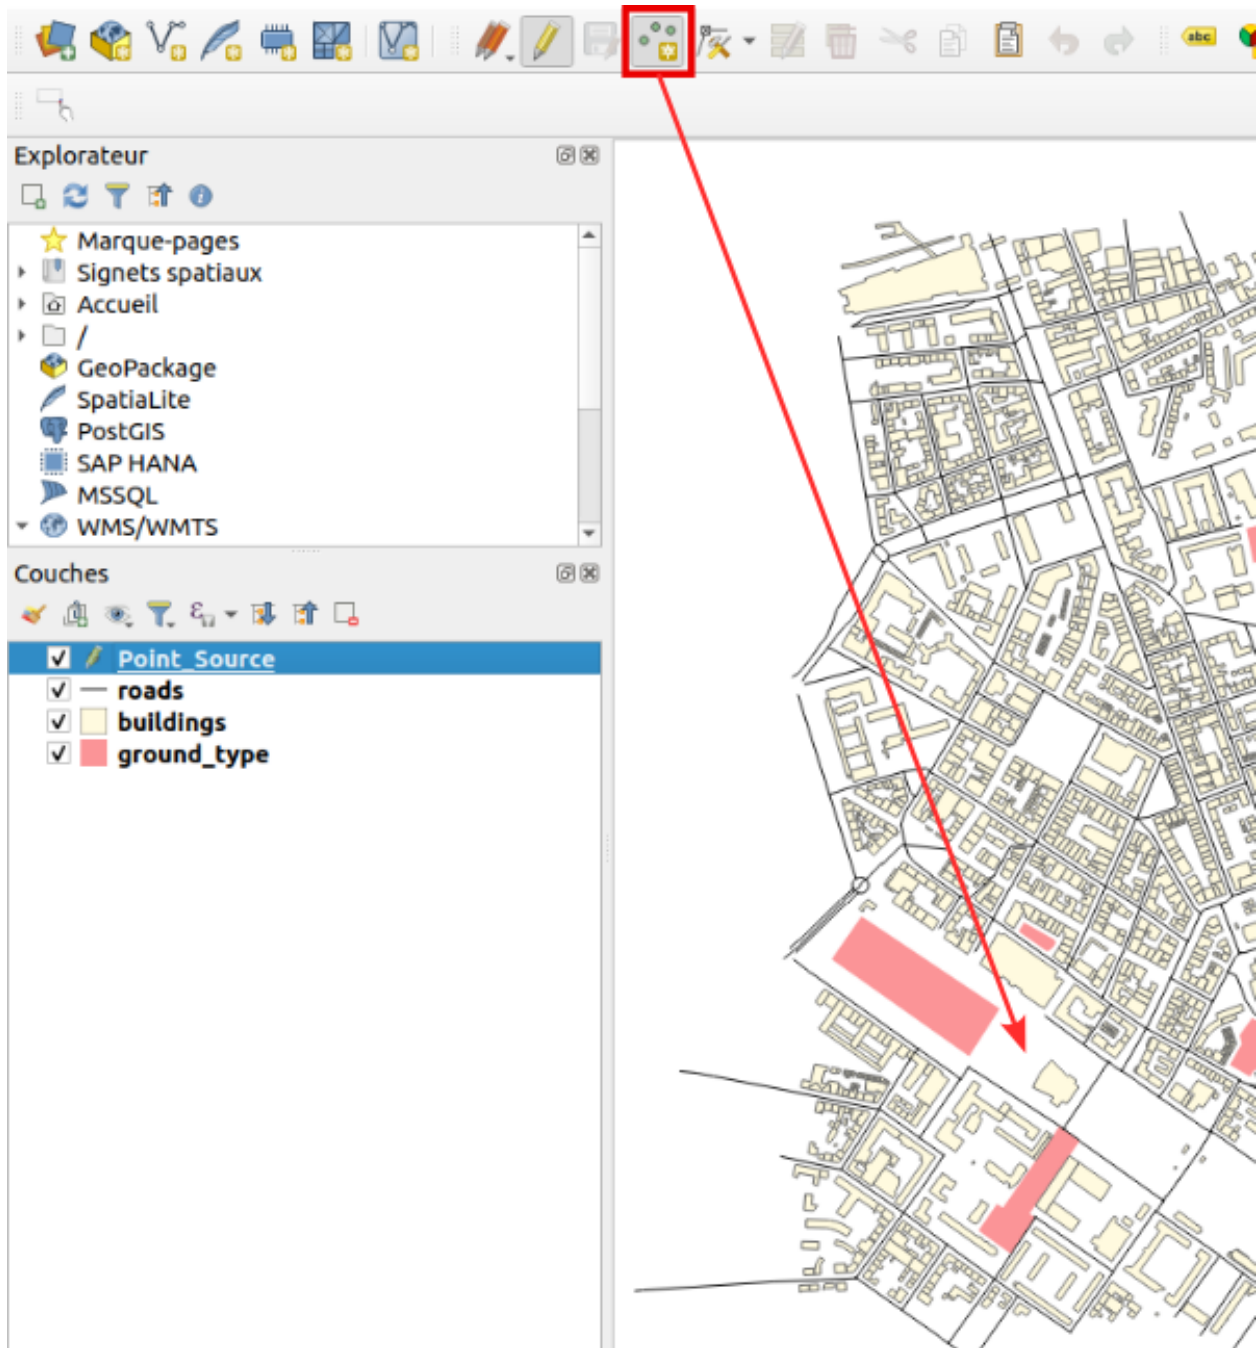 abc
Explorateur
Marque-pages
Signets spatiaux
Accueil
/
GeoPackage
SpatiaLite
PostGIS
SAP HANA
MSSQL
WMS/WMTS
Couches
Point_Source
roads
buildings
ground_type